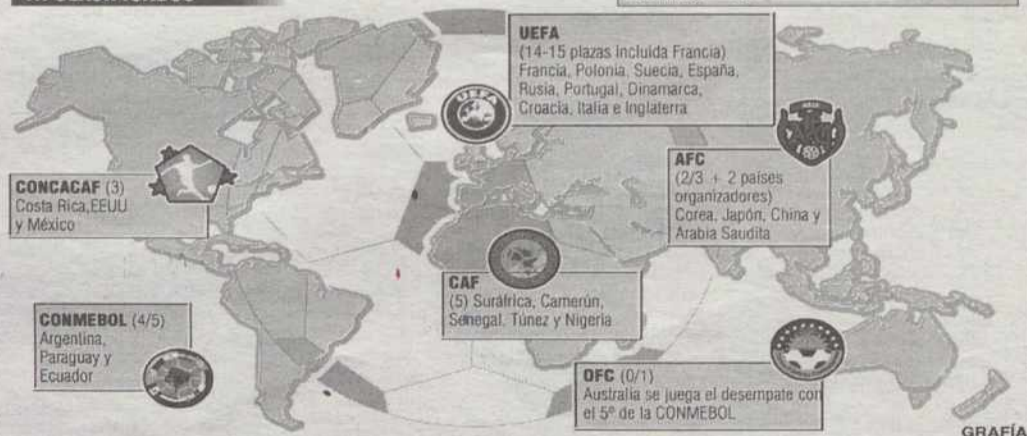 UEFA
(14-15 plazas Incluida Francia)
Francia, Polonia, Suecia, España,
Rusia, Portugal, Dinamarca,
Croacia, Italia e Inglaterra
UEFA
AFC
(2/3 + 2 países
organizadores)
Corea, Japón, China y
Arabia Saudita
CONCACAF (3)
Costa Rica,EEUU
y México
CAF
(5) Suráfrica, Camerún,
Senegal, Túnez y Nigeria
CONMEBOL (4/5)
Argentina,
Paraguay y
Ecuador
OFC (0/1)
Australia se juega el desempate con
el 5º de la CONMEBOL
GRAFÍA